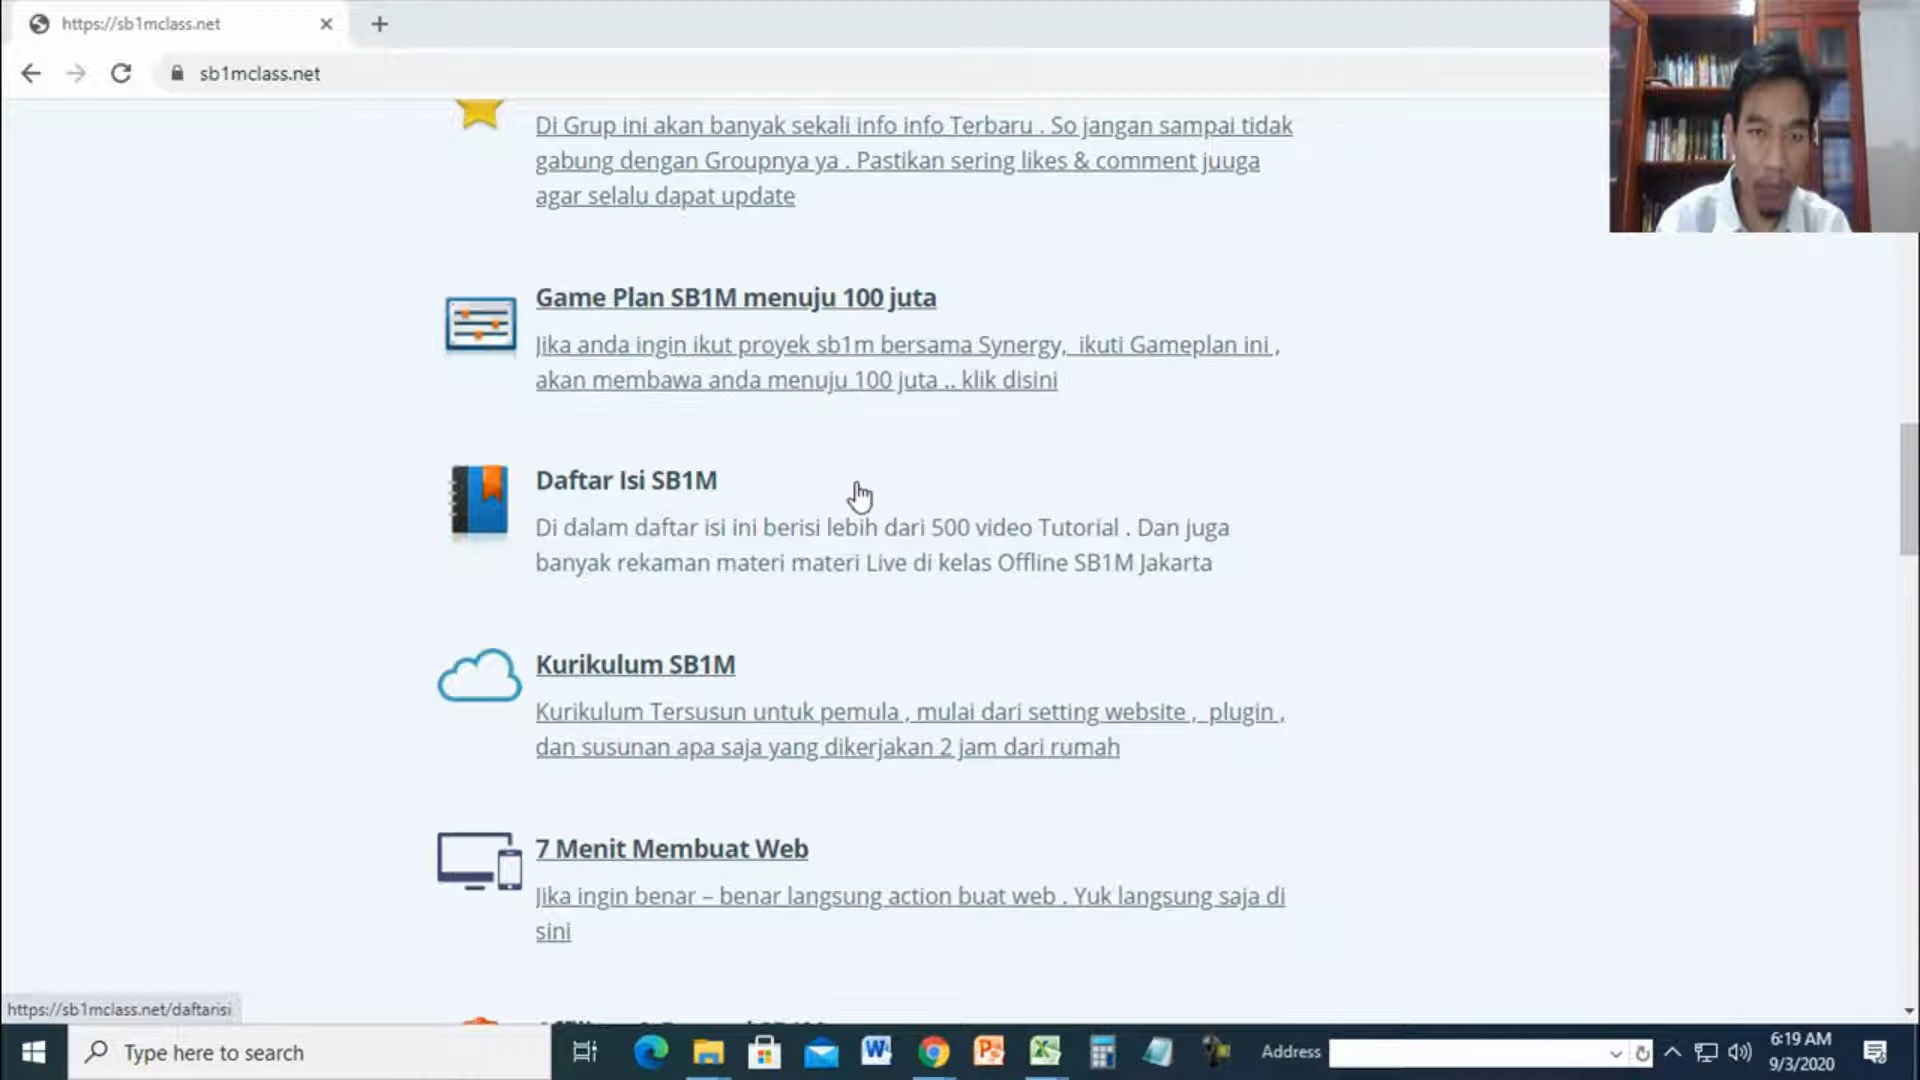 https://sb1mclass.net
sb1mclass.net
Di Grup ini akan banyak sekali info info Terbaru . So jangan sampai tidak
gabung dengan Groupnya ya . Pastikan sering likes & comment juuga
agar selalu dapat update
Game Plan SB1M menuju 100 juta
Jika anda ingin ikut proyek sb1m bersama Synergy, ikuti Gameplan ini ,
akan membawa anda menuju 100 juta .. klik disini
Daftar Isi SB1M
Di dalam daftar isi ini berisi lebih dari 500 video Tutorial . Dan juga
banyak rekaman materi materi Live di kelas Offline SB1M Jakarta
Kurikulum SB1M
Kurikulum Tersusun untuk pemula , mulai dari setting website , plugin ,
dan susunan apa saja yang dikerjakan 2 jam dari rumah
7 Menit Membuat Web
Jika ingin benar – benar langsung action buat web . Yuk langsung saja di
sini
https://sb1mclass.net/daftarisi
Type here to search
Address
6:19 AM
9/3/2020